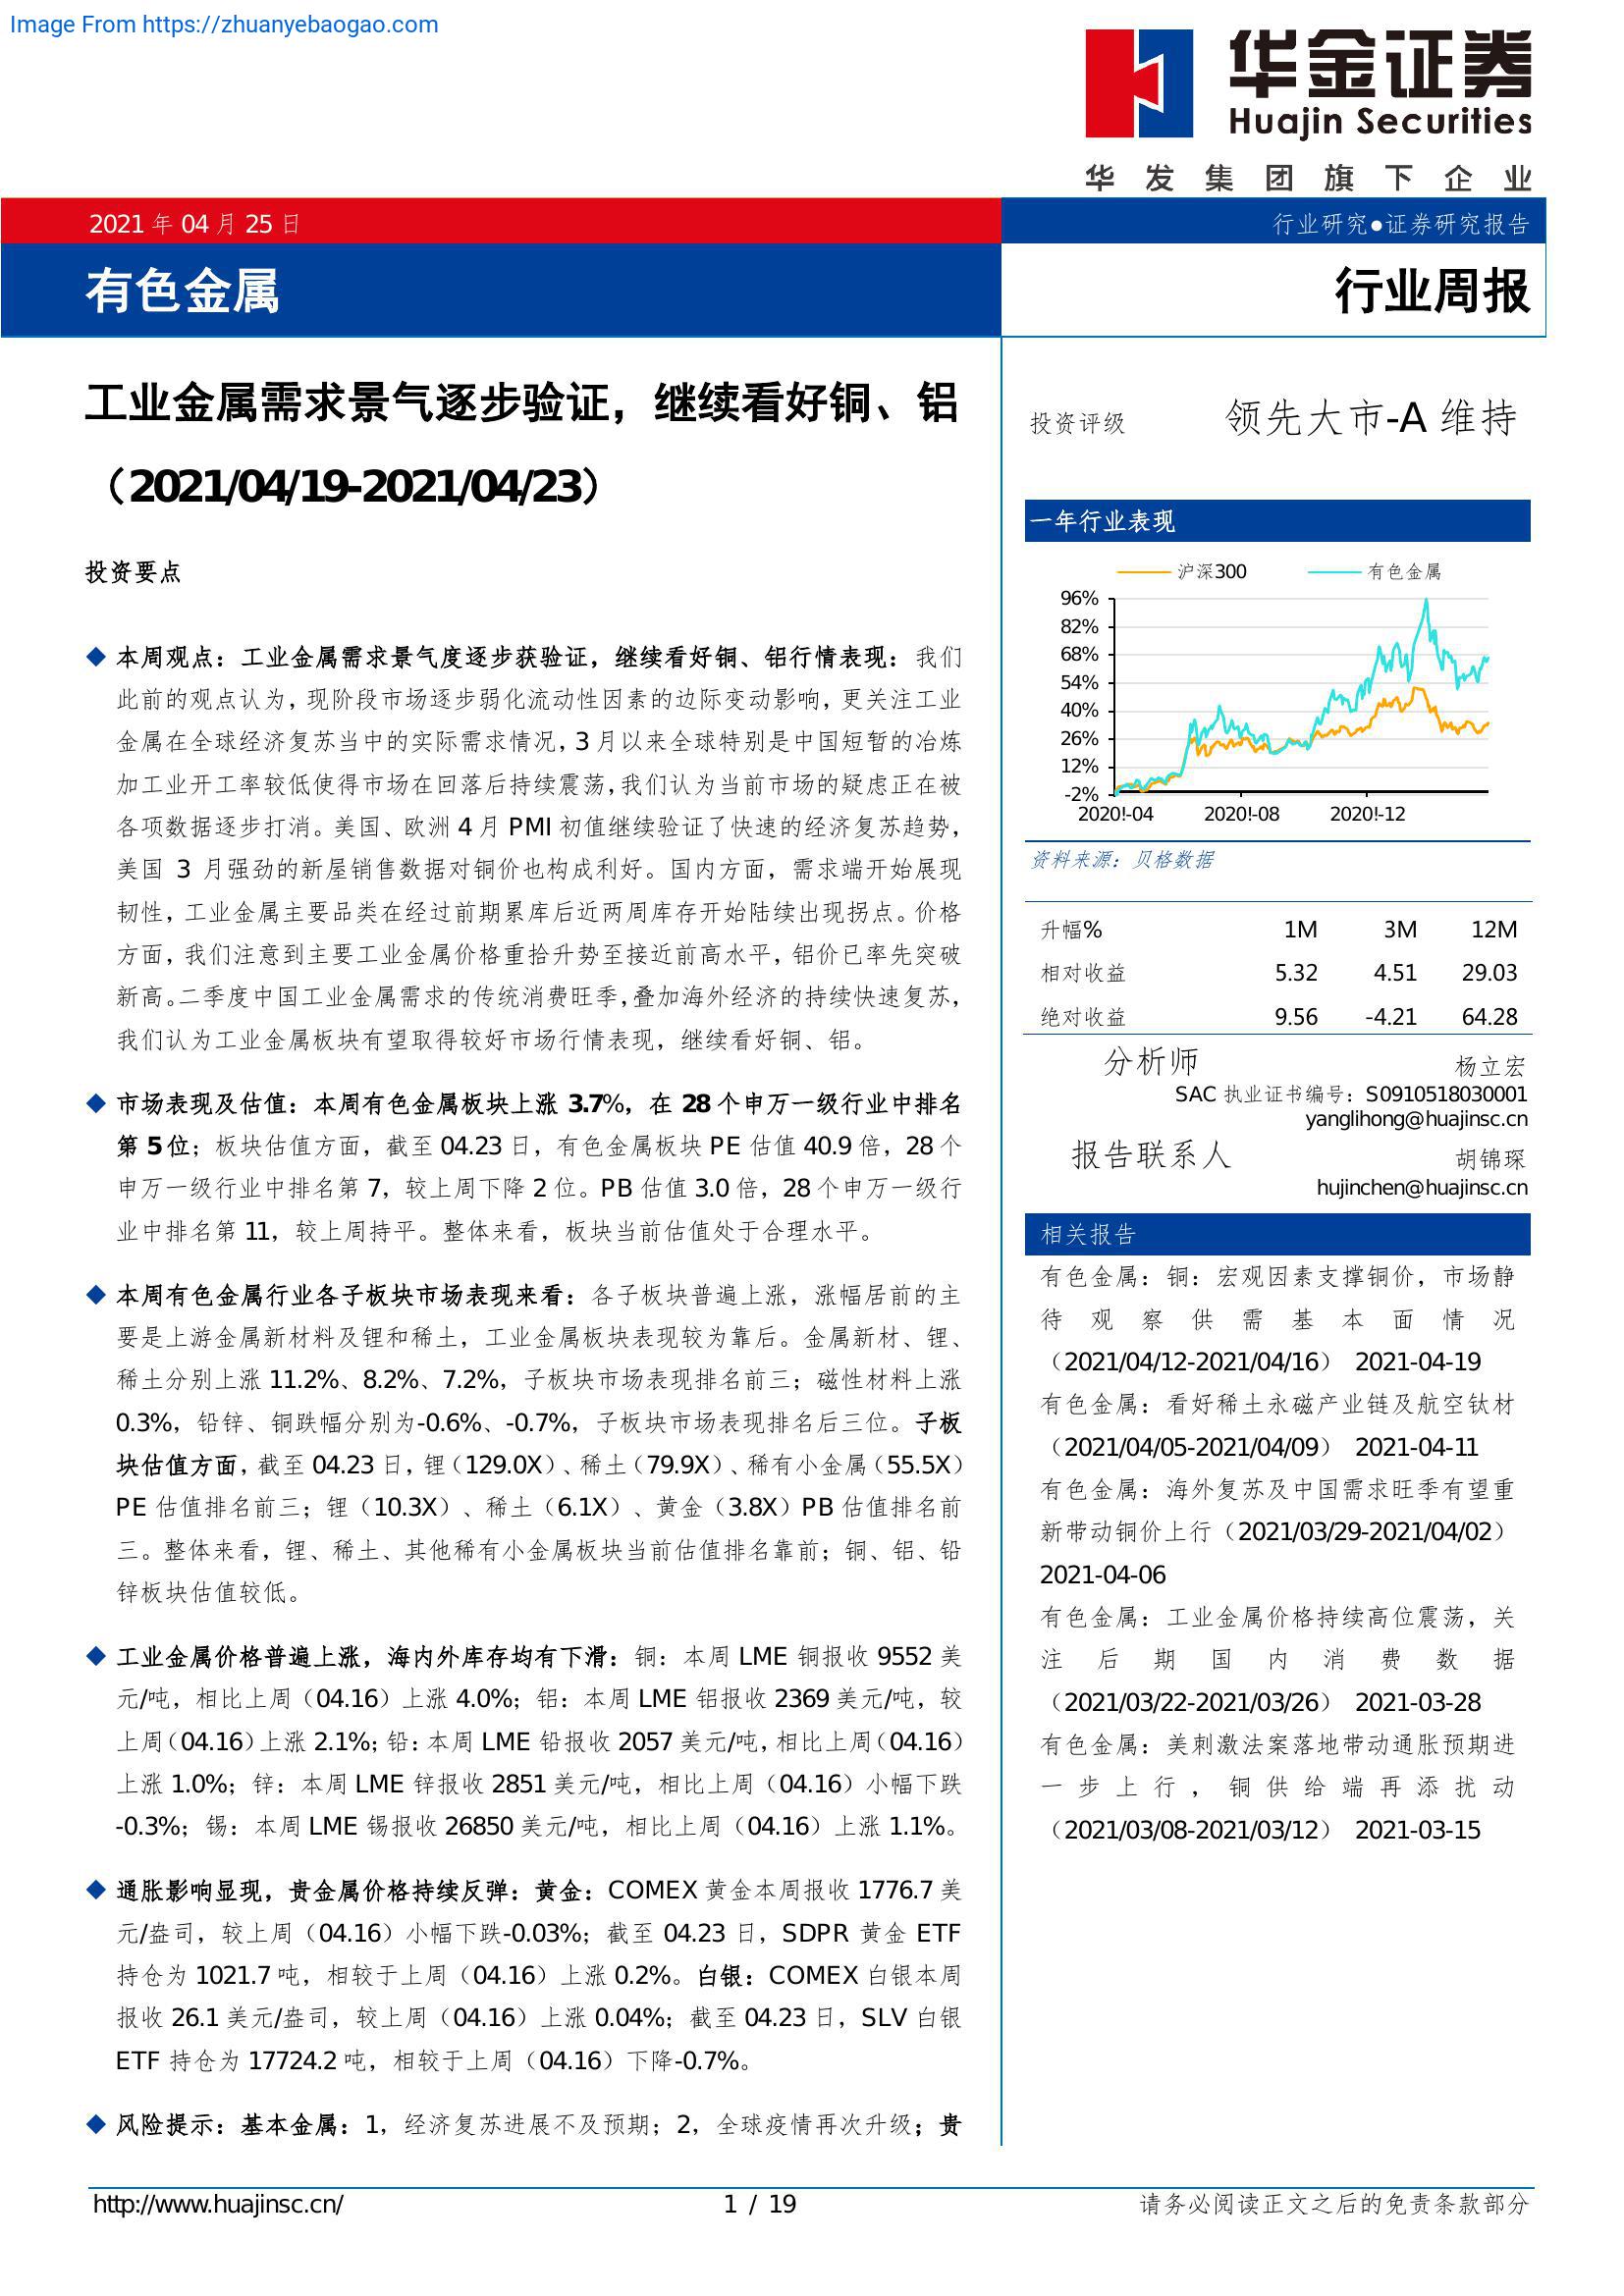 Image From https://zhuanyebaogao.com
华金证券
Huajin Securities
华发集团旗下企业
2021 年 04 月 25 日
行业研究●证券研究报告
有色金属
行业周报
工业金属需求景气逐步验证，继续看好铜、铝
（2021/04/19-2021/04/23）
投资要点
◆ 本周观点：工业金属需求景气度逐步获验证，继续看好铜、铝行情表现：我们
此前的观点认为，现阶段市场逐步弱化流动性因素的边际变动影响，更关注工业
金属在全球经济复苏当中的实际需求情况，3 月以来全球特别是中国短暂的冶炼
加工业开工率较低使得市场在回落后持续震荡，我们认为当前市场的疑虑正在被
各项数据逐步打消。美国、欧洲 4 月 PMI 初值继续验证了快速的经济复苏趋势，
美国 3 月强劲的新屋销售数据对铜价也构成利好。国内方面，需求端开始展现
韧性，工业金属主要品类在经过前期累库后近两周库存开始陆续出现拐点。价格
方面，我们注意到主要工业金属价格重拾升势至接近前高水平，铝价已率先突破
新高。二季度中国工业金属需求的传统消费旺季，叠加海外经济的持续快速复苏，
我们认为工业金属板块有望取得较好市场行情表现，继续看好铜、铝。
◆ 市场表现及估值：本周有色金属板块上涨 3.7%，在 28 个申万一级行业中排名
第 5 位；板块估值方面，截至 04.23 日，有色金属板块 PE 估值 40.9 倍，28 个
申万一级行业中排名第 7，较上周下降 2 位。PB 估值 3.0 倍，28 个申万一级行
业中排名第 11，较上周持平。整体来看，板块当前估值处于合理水平。
◆ 本周有色金属行业各子板块市场表现来看：各子板块普遍上涨，涨幅居前的主
要是上游金属新材料及锂和稀土，工业金属板块表现较为靠后。金属新材、锂、
稀土分别上涨 11.2%、8.2%、7.2%，子板块市场表现排名前三；磁性材料上涨
0.3%，铅锌、铜跌幅分别为-0.6%、-0.7%，子板块市场表现排名后三位。子板
块估值方面，截至 04.23 日，锂（129.0X）、稀土（79.9X）、稀有小金属（55.5X）
PE 估值排名前三；锂（10.3X）、稀土（6.1X）、黄金（3.8X）PB 估值排名前
三。整体来看，锂、稀土、其他稀有小金属板块当前估值排名靠前；铜、铝、铅
锌板块估值较低。
◆ 工业金属价格普遍上涨，海内外库存均有下滑：铜：本周 LME 铜报收 9552 美
元/吨，相比上周（04.16）上涨 4.0%；铝：本周 LME 铝报收 2369 美元/吨，较
上周（04.16）上涨 2.1%；铅：本周 LME 铅报收 2057 美元/吨，相比上周（04.16）
上涨 1.0%；锌：本周 LME 锌报收 2851 美元/吨，相比上周（04.16）小幅下跌
-0.3%；锡：本周 LME 锡报收 26850 美元/吨，相比上周（04.16）上涨 1.1%。
◆ 通胀影响显现，贵金属价格持续反弹：黄金：COMEX 黄金本周报收 1776.7 美
元/盎司，较上周（04.16）小幅下跌-0.03%；截至 04.23 日，SDPR 黄金 ETF
持仓为 1021.7 吨，相较于上周（04.16）上涨 0.2%。白银：COMEX 白银本周
报收 26.1 美元/盎司，较上周（04.16）上涨 0.04%；截至 04.23 日，SLV 白银
ETF 持仓为 17724.2 吨，相较于上周（04.16）下降-0.7%。
◆ 风险提示：基本金属：1，经济复苏进展不及预期；2，全球疫情再次升级；贵
投资评级 领先大市-A 维持
一年行业表现
沪深300 有色金属
96%
82%
68%
54%
40%
26%
12%
-2%
2020!-04 2020!-08 2020!-12
资料来源：贝格数据
升幅% 1M 3M 12M
相对收益 5.32 4.51 29.03
绝对收益 9.56 -4.21 64.28
分析师 杨立宏
SAC 执业证书编号：S0910518030001
yanglihong@huajinsc.cn
报告联系人 胡锦琛
hujinchen@huajinsc.cn
相关报告
有色金属：铜：宏观因素支撑铜价，市场静
待观察供需基本面情况
（2021/04/12-2021/04/16） 2021-04-19
有色金属：看好稀土永磁产业链及航空钛材
（2021/04/05-2021/04/09） 2021-04-11
有色金属：海外复苏及中国需求旺季有望重
新带动铜价上行（2021/03/29-2021/04/02）
2021-04-06
有色金属：工业金属价格持续高位震荡，关
注后期国内消费数据
（2021/03/22-2021/03/26） 2021-03-28
有色金属：美刺激法案落地带动通胀预期进
一步上行，铜供给端再添扰动
（2021/03/08-2021/03/12） 2021-03-15
http://www.huajinsc.cn/ 1 / 19 请务必阅读正文之后的免责条款部分